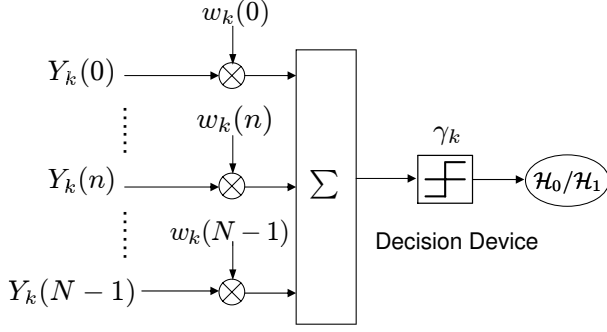 w_k(0)
Y_k(0)
w_k(n)
γ_k
Y_k(n)
∑
ℋ_0/ℋ_1
w_k(N − 1)
Decision Device
Y_k(N − 1)